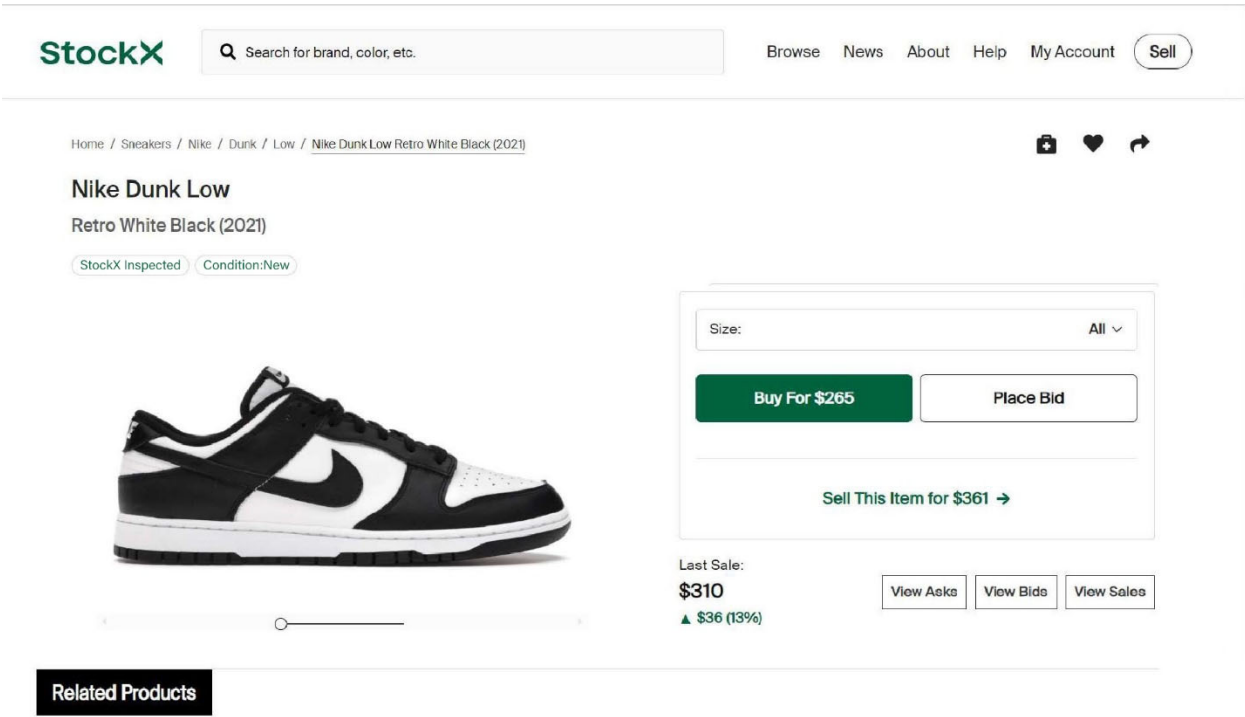 StockX
Search for brand, color, etc.
Browse News About Help My Account Sell
Home / Sneakers / Nike / Dunk / Low / Nike Dunk Low Retro White Black (2021)
Nike Dunk Low
Retro White Black (2021)
StockX Inspected Condition:New
Size: All
Buy For $265 Place Bid
Sell This Item for $361 →
Last Sale:
$310
▲ $36 (13%)
View Asks View Bids View Sales
Related Products